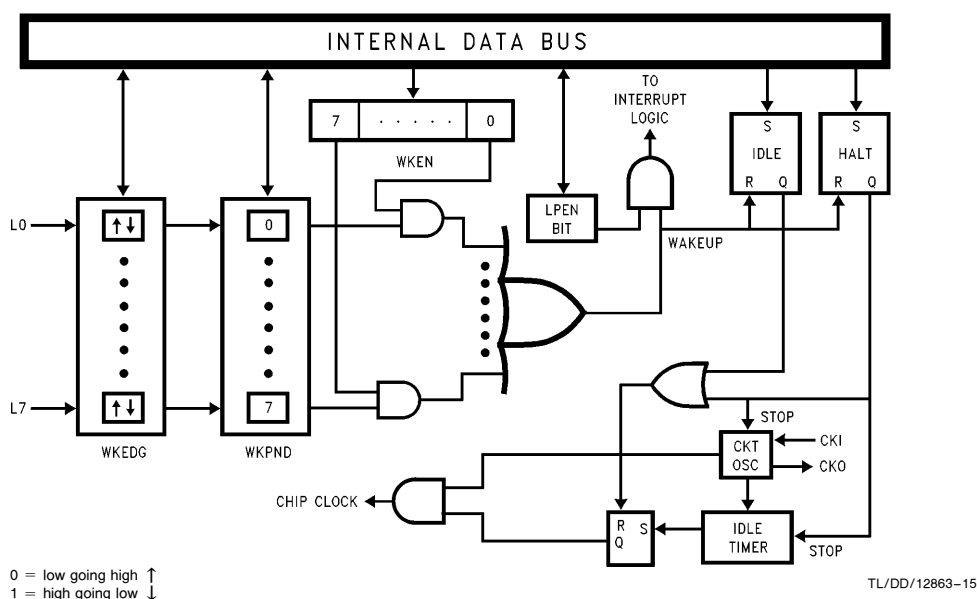 INTERNAL DATA BUS
TO
INTERRUPT
LOGIC
7 · · · · · 0
WKEN
S
IDLE
R Q
S
HALT
R Q
LPEN
BIT
WAKEUP
L0
↑↓
0
L7
↑↓
7
WKEDG
WKPND
STOP
CKT
OSC
CKI
CKO
CHIP CLOCK
R S
Q
IDLE
TIMER
STOP
0 = low going high ↑
1 = high going low ↓
TL/DD/12863–15